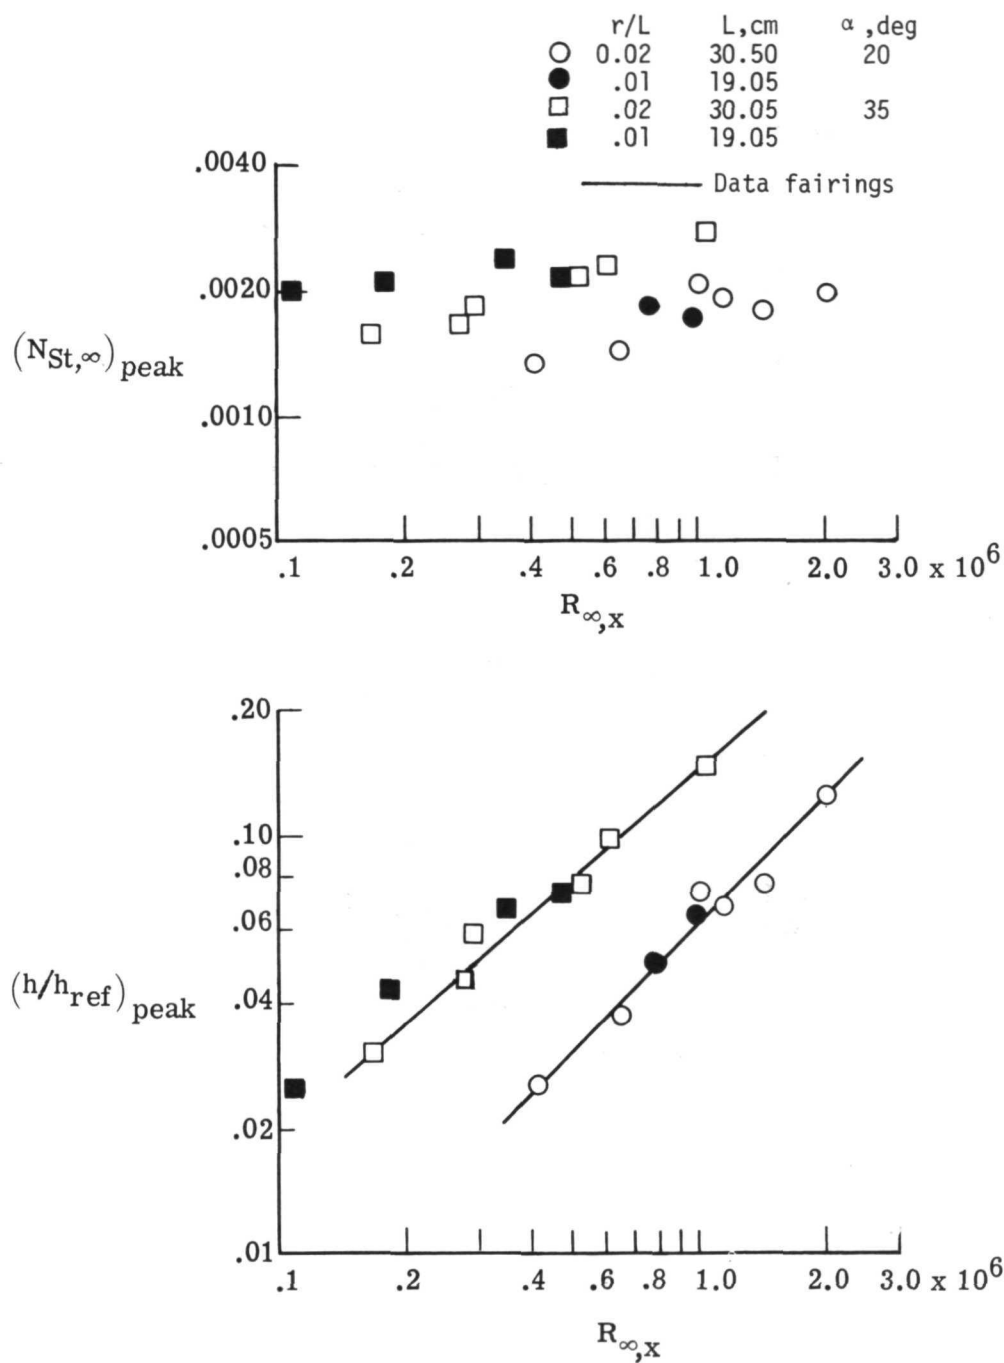 r/L L,cm α ,deg
0.02 30.50 20
.01 19.05
.02 30.05 35
.01 19.05
Data fairings
.0040
.0020
(N_St,∞)_peak
.0010
.0005
.1 .2 .4 .6 .8 1.0 2.0 3.0 x 10^6
R_∞,x
.20
.10
.08
.06
(h/h_ref)_peak
.04
.02
.01
.1 .2 .4 .6 .8 1.0 2.0 3.0 x 10^6
R_∞,x